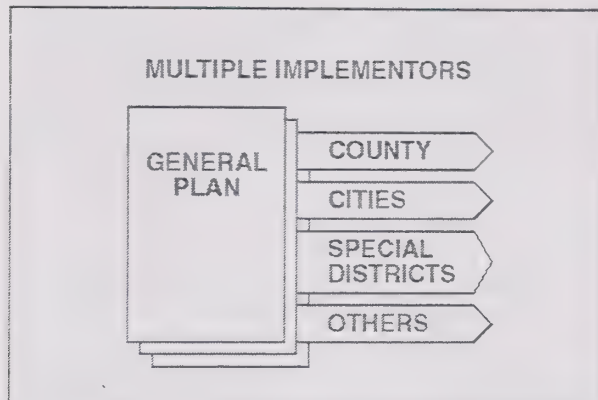 MULTIPLE IMPLEMENTORS
GENERAL
PLAN
COUNTY
CITIES
SPECIAL
DISTRICTS
OTHERS